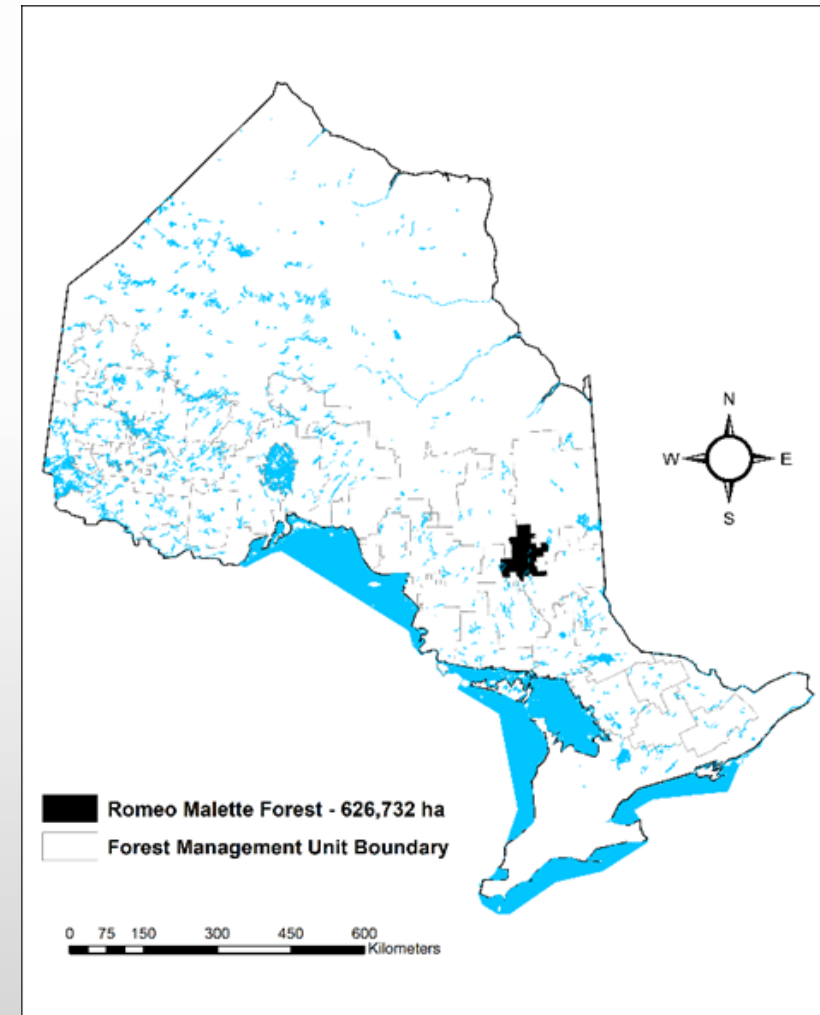 N
W E
S
Romeo Malette Forest - 626,732 ha
Forest Management Unit Boundary
0 75 150 300 450 600
Kilometers